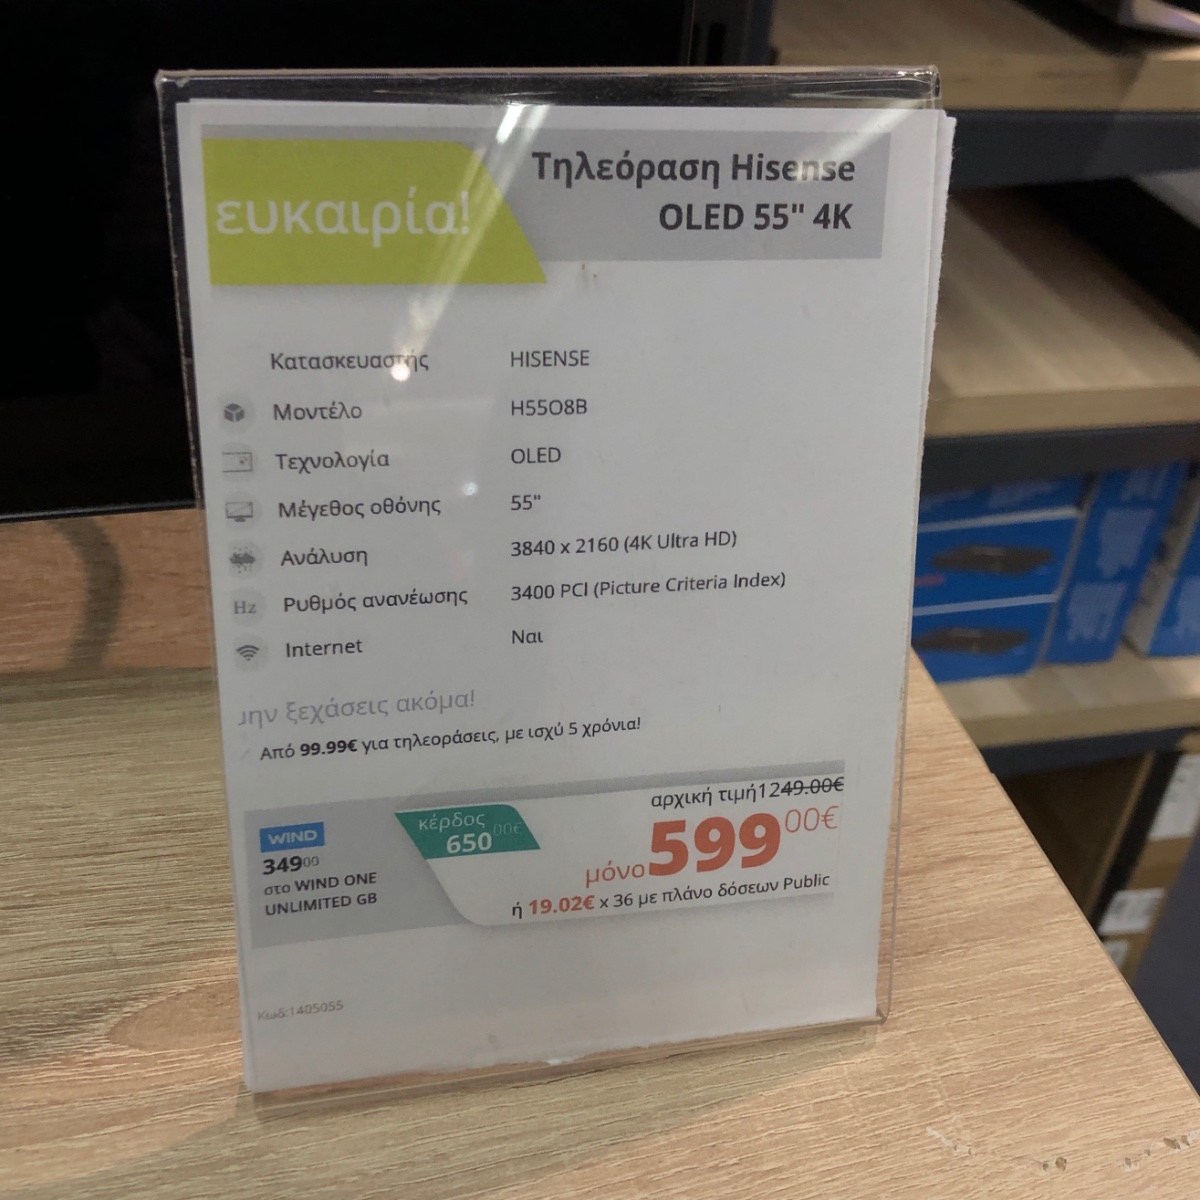 ευκαιρία!
Τηλεόραση Hisense
OLED 55" 4K
Κατασκευαστής HISENSE
Μοντέλο H55O8B
Τεχνολογία OLED
Μέγεθος οθόνης 55"
Ανάλυση 3840 x 2160 (4K Ultra HD)
Hz Ρυθμός ανανέωσης 3400 PCI (Picture Criteria Index)
Internet Ναι
μην ξεχάσεις ακόμα!
Από 99.99€ για τηλεοράσεις, με ισχύ 5 χρόνια!
WIND
34900
στο WIND ONE
UNLIMITED GB
κέρδος
650 00€
αρχική τιμή1249.00€
μόνο599 00€
ή 19.02€ x 36 με πλάνο δόσεων Public
Κωδ:1405055